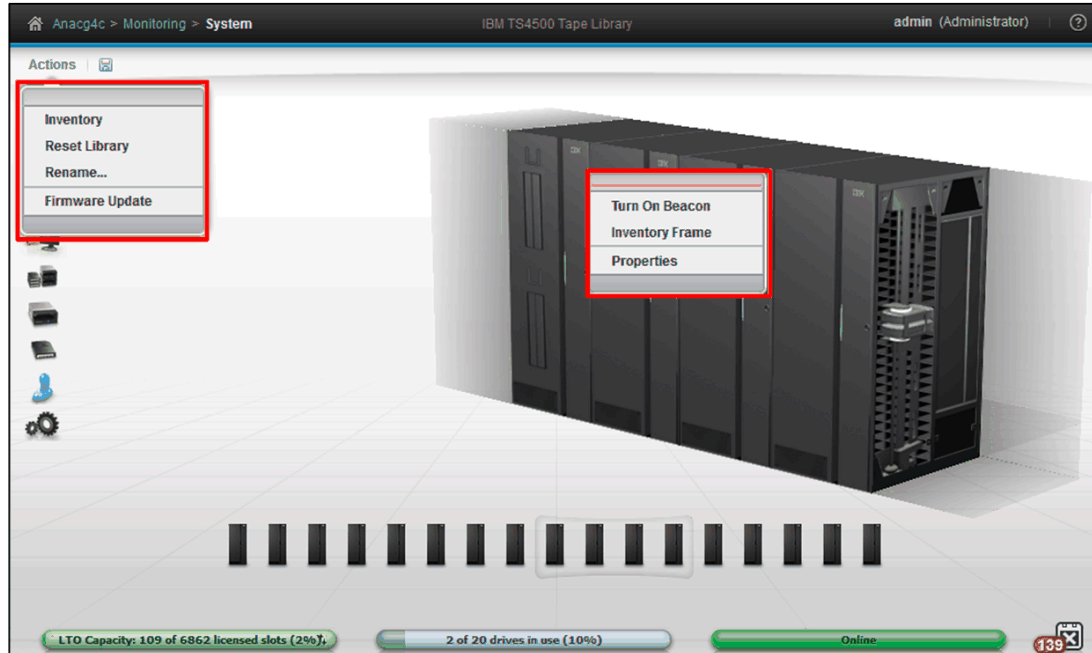 Anacg4c > Monitoring > System
IBM TS4500 Tape Library
admin (Administrator)
?
Actions
Inventory
Reset Library
Rename...
Firmware Update
Turn On Beacon
Inventory Frame
Properties
LTO Capacity: 109 of 6862 licensed slots (2%)
2 of 20 drives in use (10%)
Online
139